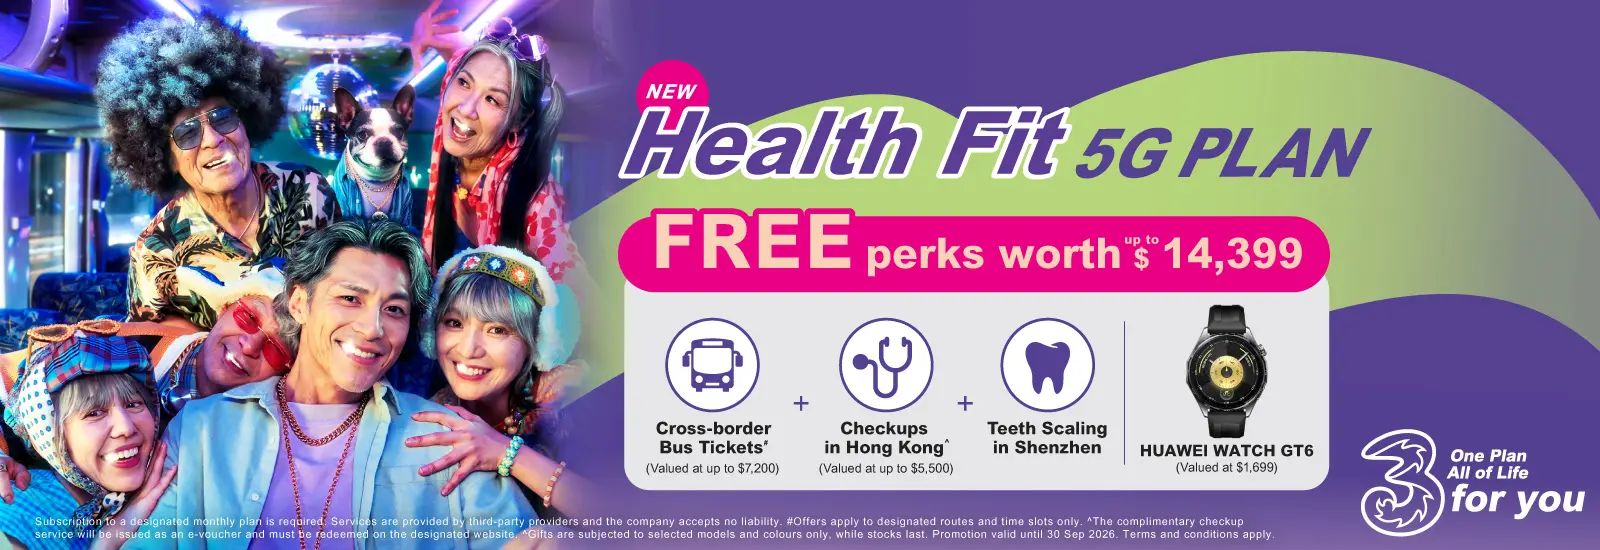 NEW
Health Fit 5G PLAN
FREE perks worth up to $14,399
Cross-border
Bus Tickets#
(Valued at up to $7,200)
+
Checkups
in Hong Kong^
(Valued at up to $5,500)
+
Teeth Scaling
in Shenzhen
HUAWEI WATCH GT6
(Valued at $1,699)
3
One Plan
All of Life
for you
Subscription to a designated monthly plan is required. Services are provided by third-party providers and the company accepts no liability. #Offers apply to designated routes and time slots only. ^The complimentary checkup
service will be issued as an e-voucher and must be redeemed on the designated website. ^Gifts are subjected to selected models and colours only, while stocks last. Promotion valid until 30 Sep 2026. Terms and conditions apply.